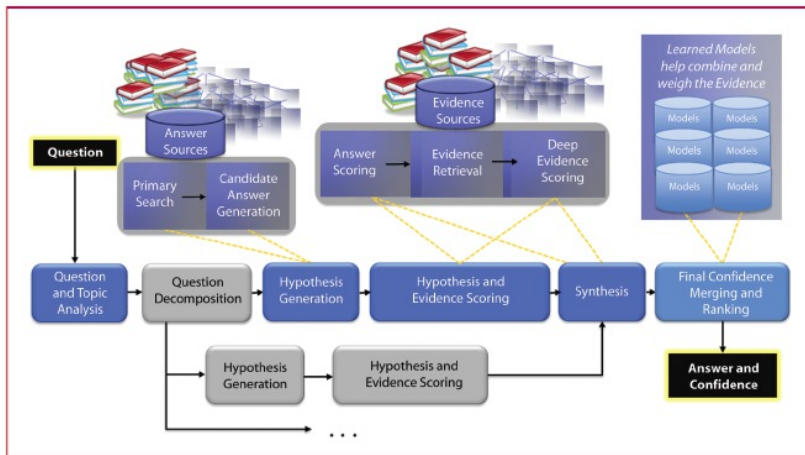 Learned Models
help combine and
weigh the Evidence
Models
Models
Models
Models
Models
Models
Answer
Sources
Evidence
Sources
Question
Primary
Search
Candidate
Answer
Generation
Answer
Scoring
Evidence
Retrieval
Deep
Evidence
Scoring
Question
and Topic
Analysis
Question
Decomposition
Hypothesis
Generation
Hypothesis and
Evidence Scoring
Synthesis
Final Confidence
Merging and
Ranking
Hypothesis
Generation
Hypothesis and
Evidence Scoring
Answer and
Confidence
. . .